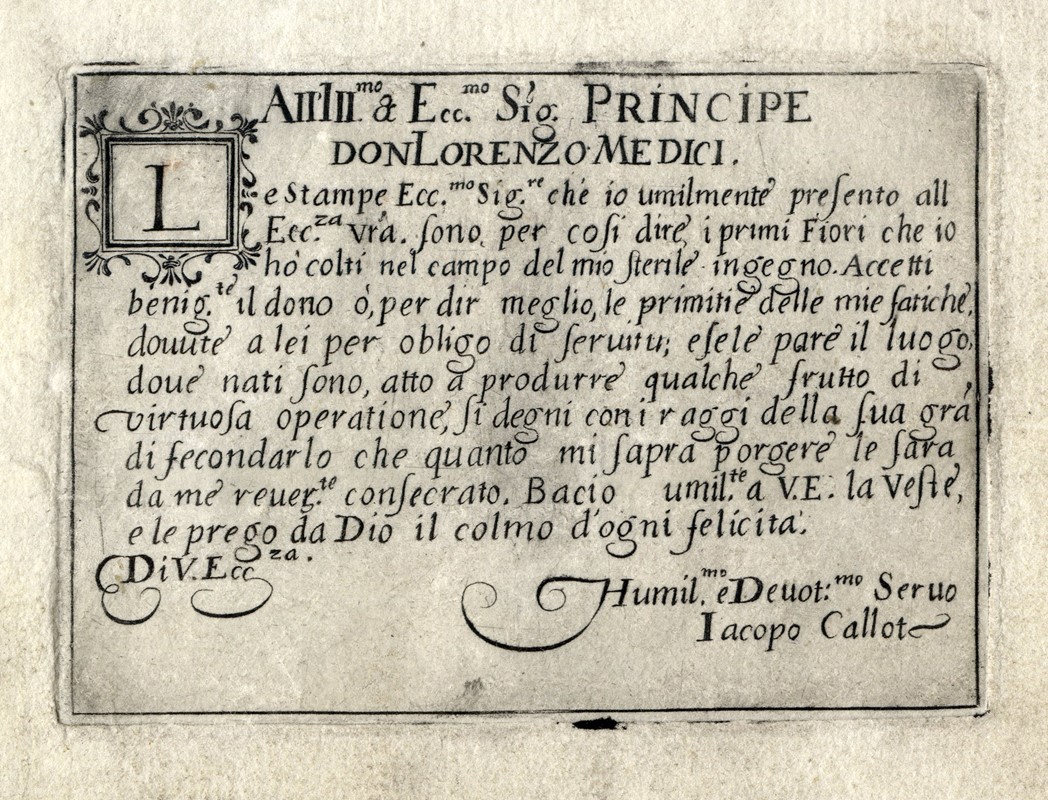 All Ill.mo & Ecc.mo Sig.r PRINCIPE
DON LORENZO MEDICI.
Le Stampe Ecc.mo Sig.re che io umilmente preſento all
Ecc.za vrã. ſono, per coſi dire, i primi Fiori che io
hò colti nel campo del mio ſterile ingegno. Accetti
benig.te il dono ò, per dir meglio, le primitie delle mie fatiche,
douute a lei per obligo di ſeruitu; e ſe le pare il luogo,
doue nati ſono, atto a produrre qualche frutto di
virtuoſa operatione, ſi degni con i raggi della ſua grã
di fecondarlo che quanto mi ſaprà porgere le ſarà
da me reuer.te conſecrato. Bacio umil.te a V.E. la Veſte,
e le prego da Dio il colmo d'ogni felicità.
Di V. Ecc.za.
Humil.mo e Deuot:mo Seruo
Iacopo Callot